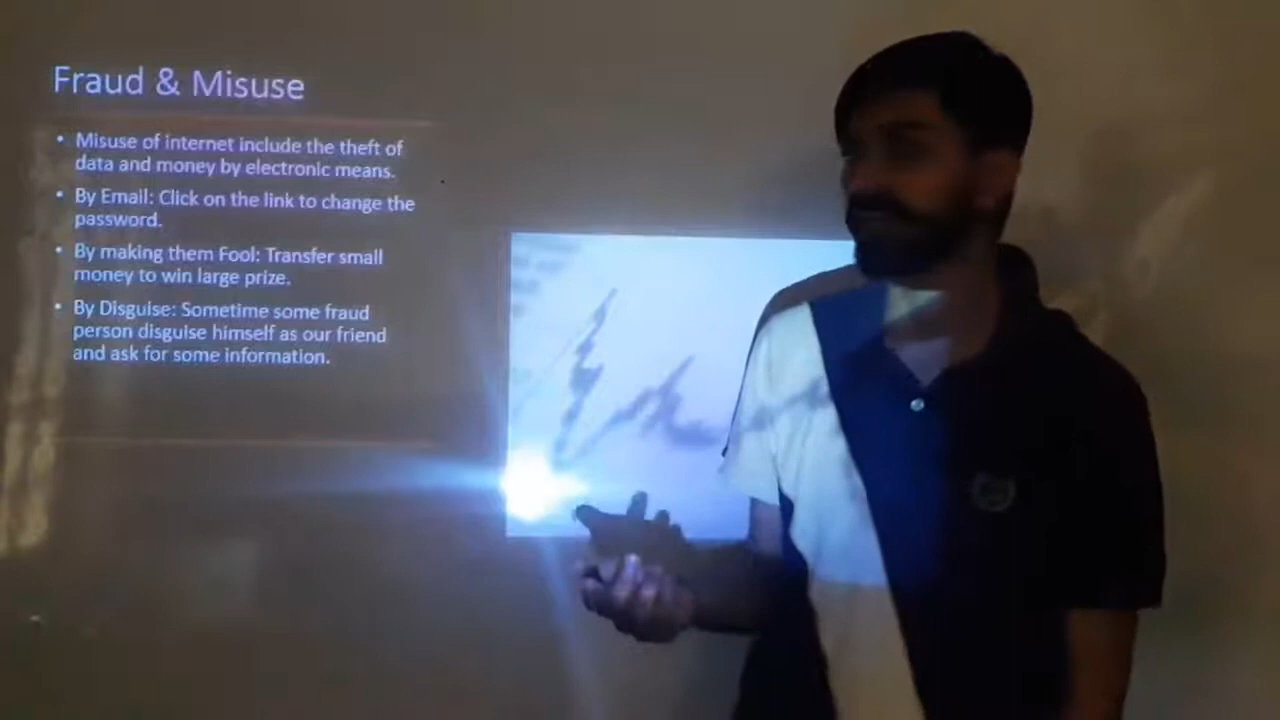 Fraud & Misuse
• Misuse of internet include the theft of
data and money by electronic means.
• By Email: Click on the link to change the
password.
• By making them Fool: Transfer small
money to win large prize.
• By Disguise: Sometime some fraud
person disguise himself as our friend
and ask for some information.